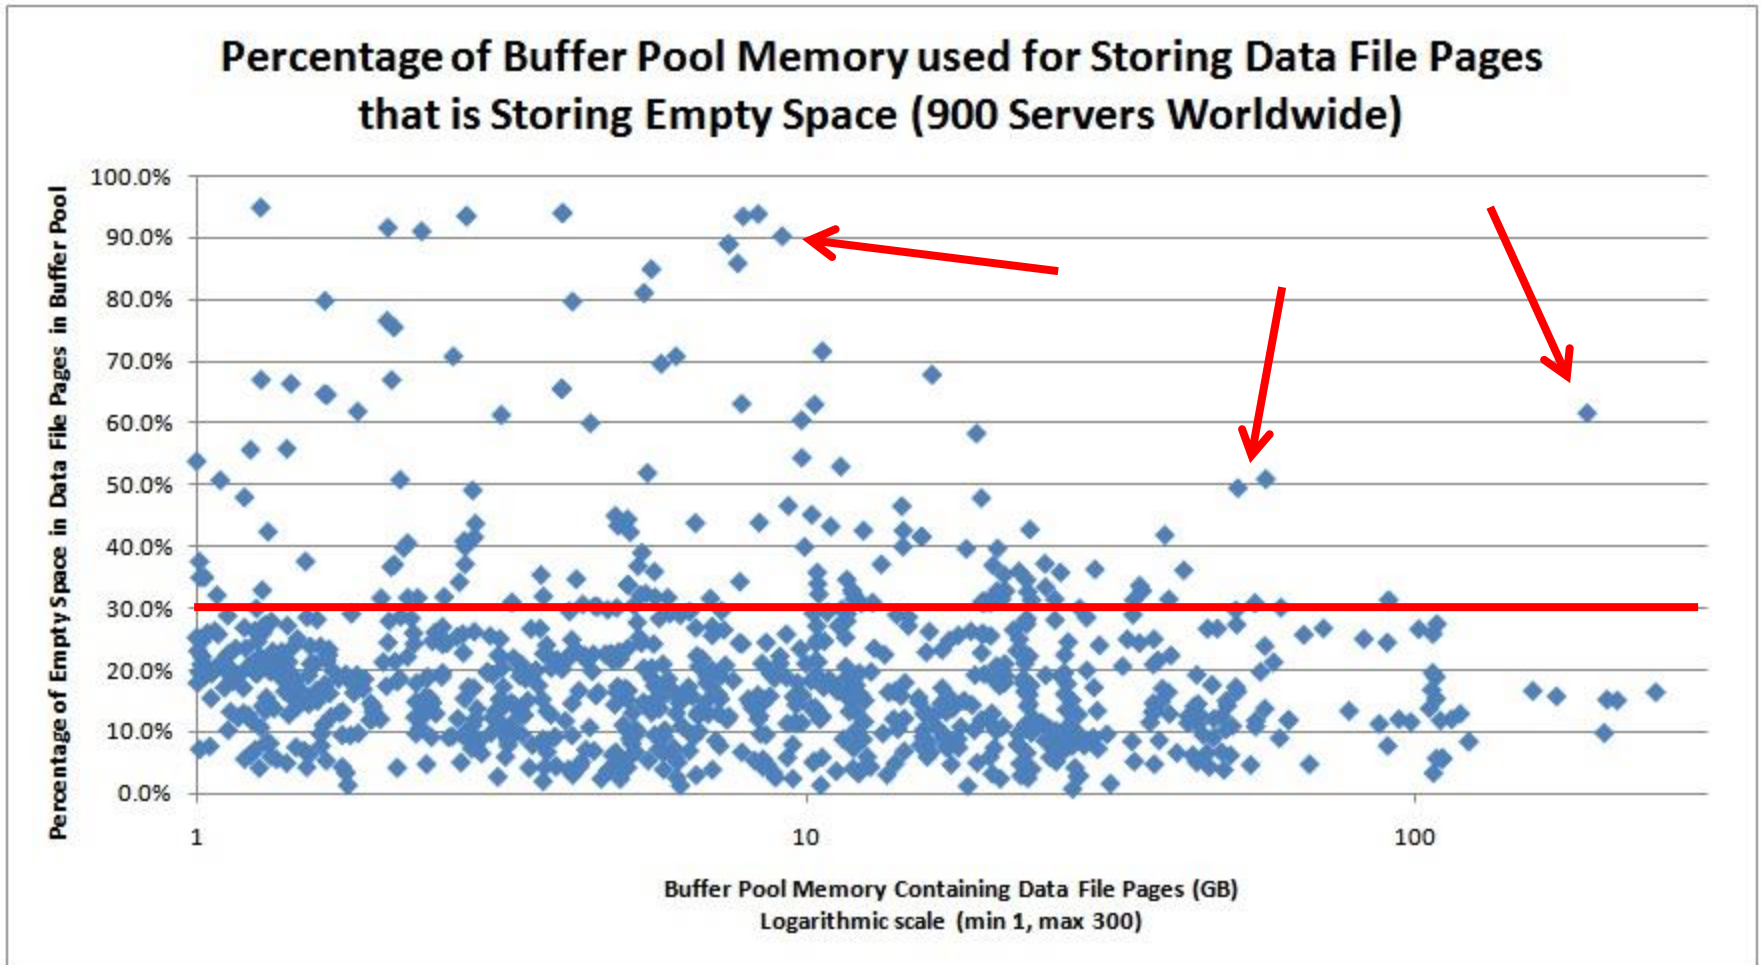 Percentage of Buffer Pool Memory used for Storing Data File Pages
that is Storing Empty Space (900 Servers Worldwide)
Percentage of Empty Space in Data File Pages in Buffer Pool
100.0%
90.0%
80.0%
70.0%
60.0%
50.0%
40.0%
30.0%
20.0%
10.0%
0.0%
1
10
100
Buffer Pool Memory Containing Data File Pages (GB)
Logarithmic scale (min 1, max 300)